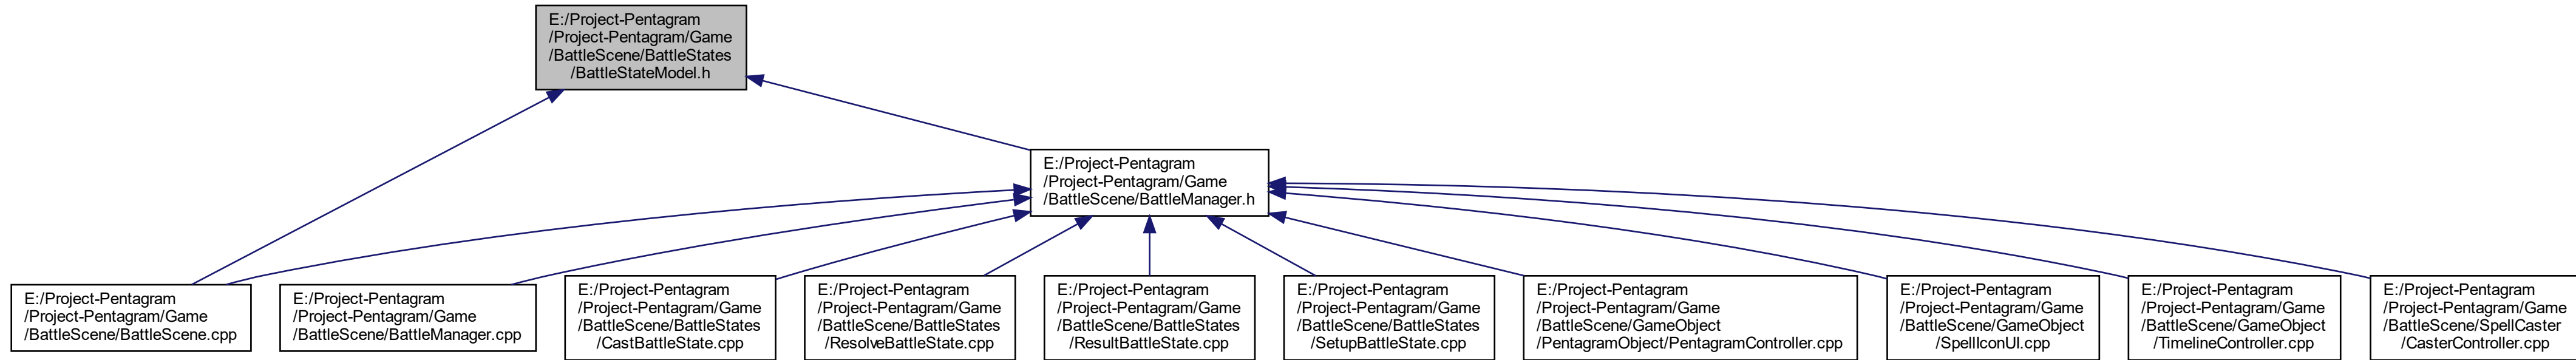 E:/Project-Pentagram
/Project-Pentagram/Game
/BattleScene/BattleStates
/BattleStateModel.h
E:/Project-Pentagram
/Project-Pentagram/Game
/BattleScene/BattleManager.h
E:/Project-Pentagram
/Project-Pentagram/Game
/BattleScene/BattleScene.cpp
E:/Project-Pentagram
/Project-Pentagram/Game
/BattleScene/BattleManager.cpp
E:/Project-Pentagram
/Project-Pentagram/Game
/BattleScene/BattleStates
/CastBattleState.cpp
E:/Project-Pentagram
/Project-Pentagram/Game
/BattleScene/BattleStates
/ResolveBattleState.cpp
E:/Project-Pentagram
/Project-Pentagram/Game
/BattleScene/BattleStates
/ResultBattleState.cpp
E:/Project-Pentagram
/Project-Pentagram/Game
/BattleScene/BattleStates
/SetupBattleState.cpp
E:/Project-Pentagram
/Project-Pentagram/Game
/BattleScene/GameObject
/PentagramObject/PentagramController.cpp
E:/Project-Pentagram
/Project-Pentagram/Game
/BattleScene/GameObject
/SpellIconUI.cpp
E:/Project-Pentagram
/Project-Pentagram/Game
/BattleScene/GameObject
/TimelineController.cpp
E:/Project-Pentagram
/Project-Pentagram/Game
/BattleScene/SpellCaster
/CasterController.cpp